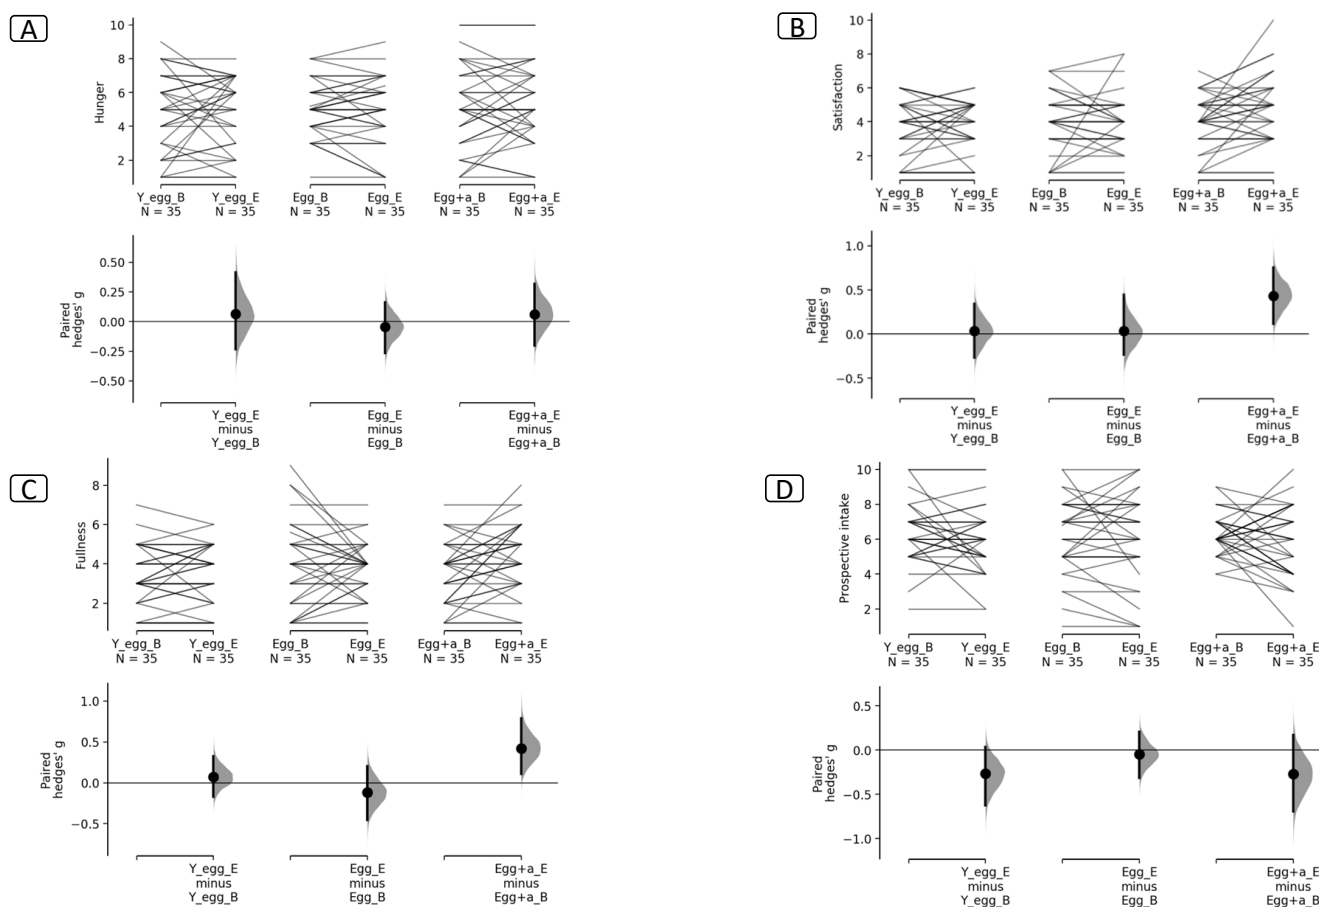 A
Hunger
10
8
6
4
2
Y_egg_B Y_egg_E Egg_B Egg_E Egg+a_B Egg+a_E
N = 35 N = 35 N = 35 N = 35 N = 35 N = 35
Paired
hedges' g
0.50
0.25
0.00
−0.25
−0.50
Y_egg_E Egg_E Egg+a_E
minus minus minus
Y_egg_B Egg_B Egg+a_B
B
Satisfaction
10
8
6
4
2
Y_egg_B Y_egg_E Egg_B Egg_E Egg+a_B Egg+a_E
N = 35 N = 35 N = 35 N = 35 N = 35 N = 35
Paired
hedges' g
1.0
0.5
0.0
−0.5
Y_egg_E Egg_E Egg+a_E
minus minus minus
Y_egg_B Egg_B Egg+a_B
C
Fullness
8
6
4
2
Y_egg_B Y_egg_E Egg_B Egg_E Egg+a_B Egg+a_E
N = 35 N = 35 N = 35 N = 35 N = 35 N = 35
Paired
hedges' g
1.0
0.5
0.0
−0.5
Y_egg_E Egg_E Egg+a_E
minus minus minus
Y_egg_B Egg_B Egg+a_B
D
Prospective intake
10
8
6
4
2
Y_egg_B Y_egg_E Egg_B Egg_E Egg+a_B Egg+a_E
N = 35 N = 35 N = 35 N = 35 N = 35 N = 35
Paired
hedges' g
0.5
0.0
−0.5
−1.0
Y_egg_E Egg_E Egg+a_E
minus minus minus
Y_egg_B Egg_B Egg+a_B